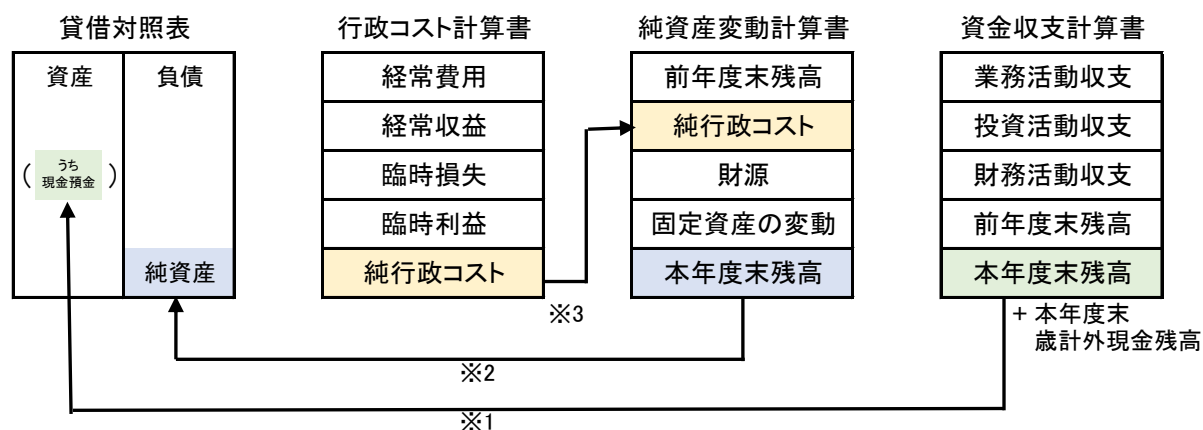 貸借対照表
資産
負債
(うち
現金預金)
純資産
行政コスト計算書
経常費用
経常収益
臨時損失
臨時利益
純行政コスト
純資産変動計算書
前年度末残高
純行政コスト
財源
固定資産の変動
本年度末残高
資金収支計算書
業務活動収支
投資活動収支
財務活動収支
前年度末残高
本年度末残高
+ 本年度末
歳計外現金残高
※3
※2
※1